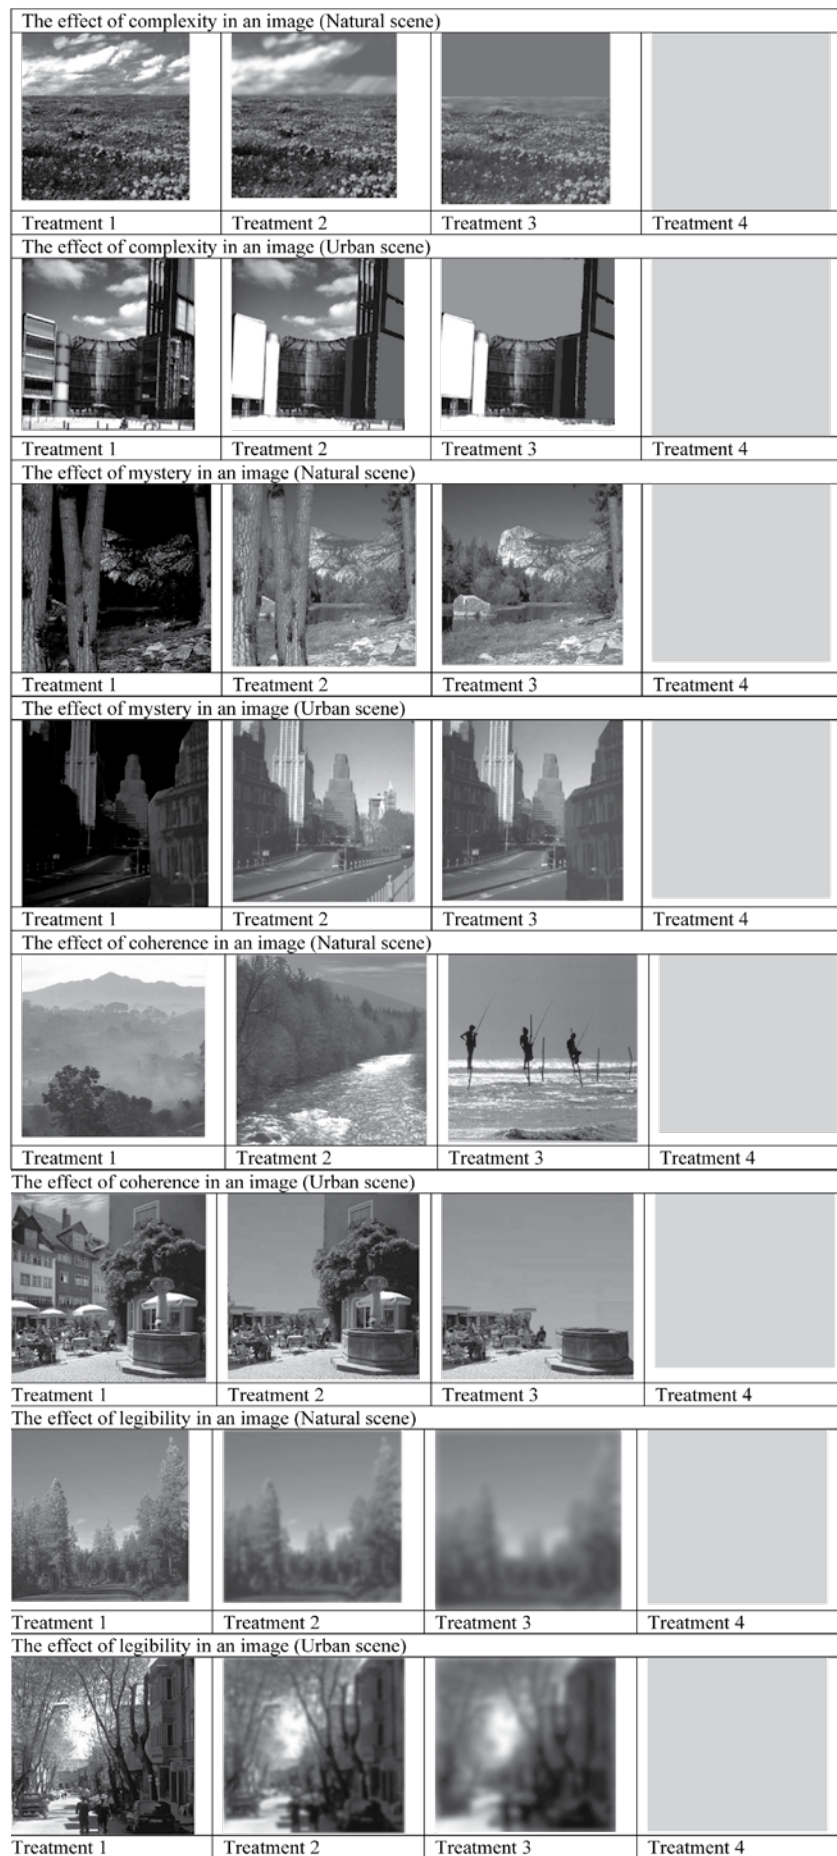 The effect of complexity in an image (Natural scene)
Treatment 1 Treatment 2 Treatment 3 Treatment 4
The effect of complexity in an image (Urban scene)
Treatment 1 Treatment 2 Treatment 3 Treatment 4
The effect of mystery in an image (Natural scene)
Treatment 1 Treatment 2 Treatment 3 Treatment 4
The effect of mystery in an image (Urban scene)
Treatment 1 Treatment 2 Treatment 3 Treatment 4
The effect of coherence in an image (Natural scene)
Treatment 1 Treatment 2 Treatment 3 Treatment 4
The effect of coherence in an image (Urban scene)
Treatment 1 Treatment 2 Treatment 3 Treatment 4
The effect of legibility in an image (Natural scene)
Treatment 1 Treatment 2 Treatment 3 Treatment 4
The effect of legibility in an image (Urban scene)
Treatment 1 Treatment 2 Treatment 3 Treatment 4